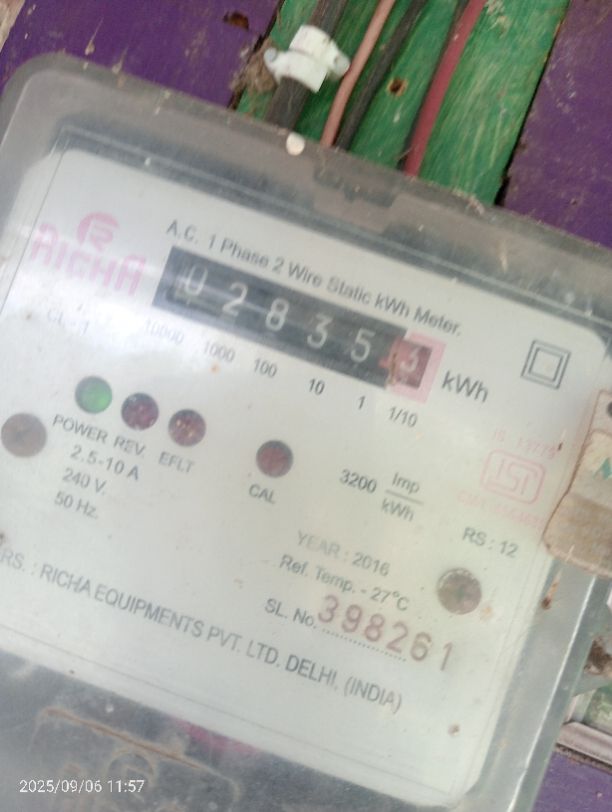 RICHA
A.C. 1 Phase 2 Wire Static kWh Meter.
0 2 8 3 5 3
kWh
10000 1000 100 10 1 1/10
CL-1
POWER REV. EFLT
CAL
2.5-10 A
240 V.
50 Hz.
3200 Imp
kWh
IS : 13779
ISI
RS : 12
YEAR : 2016
Ref. Temp. - 27°C
SL. No. 398261
RS. : RICHA EQUIPMENTS PVT. LTD. DELHI. (INDIA)
2025/09/06 11:57